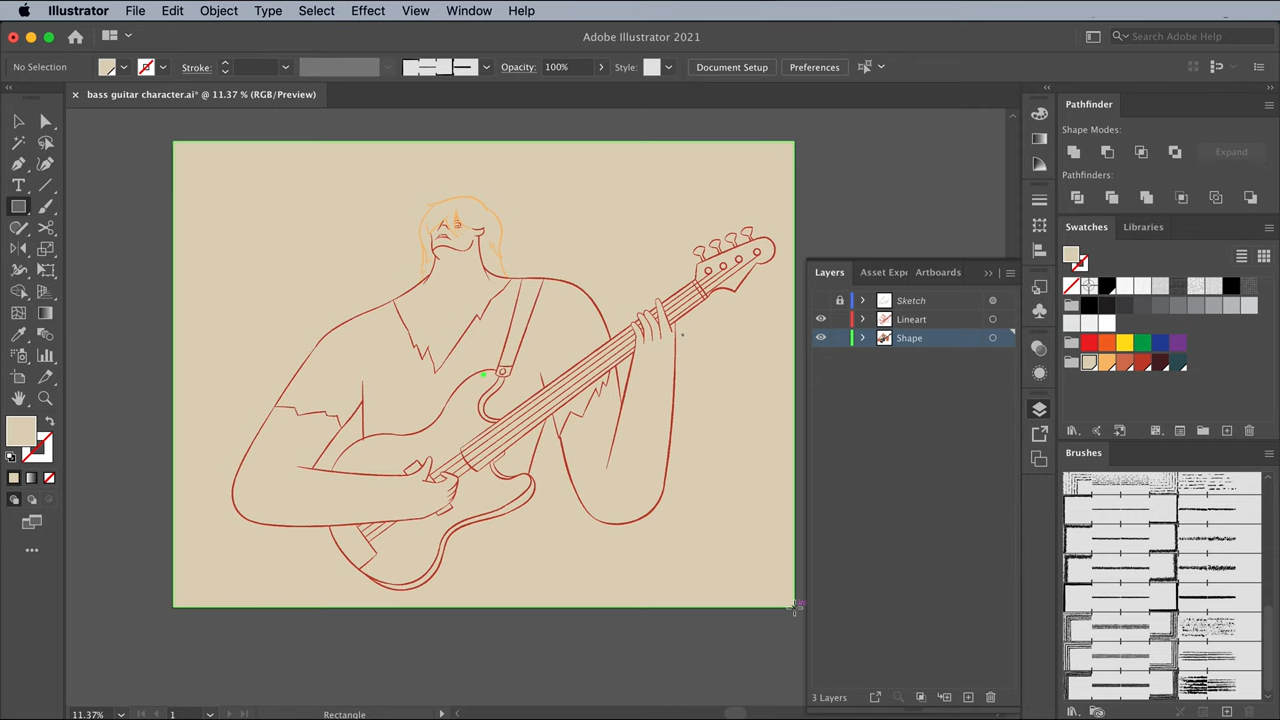 Illustrator File Edit Object Type Select Effect View Window Help
Adobe Illustrator 2021
Search Adobe Help
No Selection Stroke: Opacity: 100% Style: Document Setup Preferences
bass guitar character.ai* @ 11.37 % (RGB/Preview)
Pathfinder
Shape Modes:
Expand
Pathfinders:
Swatches Libraries
Layers Asset Exp Artboards
Sketch
Lineart
Shape
Brushes
3 Layers
11.37% 1 Rectangle